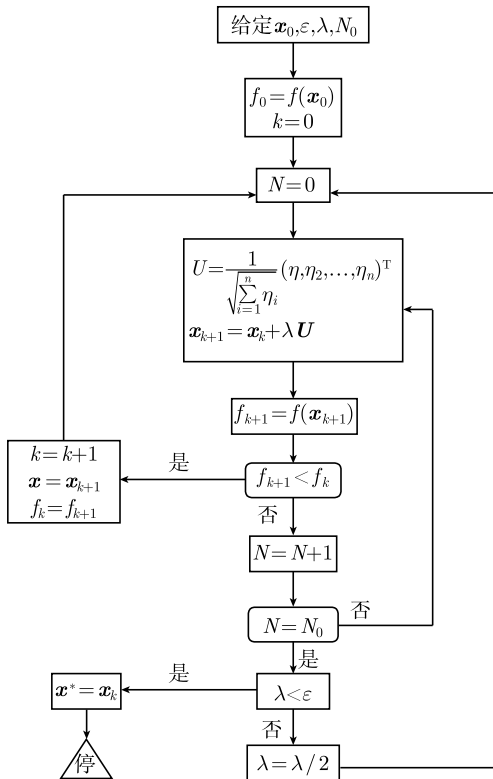 给定x₀,ε,λ,N₀
f₀=f(x₀)
k=0
N=0
U=1/√(∑ᵢ₌₁ⁿ ηᵢ) (η,η₂,…,ηₙ)ᵀ
xₖ₊₁=xₖ+λU
fₖ₊₁=f(xₖ₊₁)
k=k+1
x=xₖ₊₁
fₖ=fₖ₊₁
是
fₖ₊₁<fₖ
否
N=N+1
N=N₀
否
是
x*=xₖ
是
λ<ε
否
停
λ=λ/2